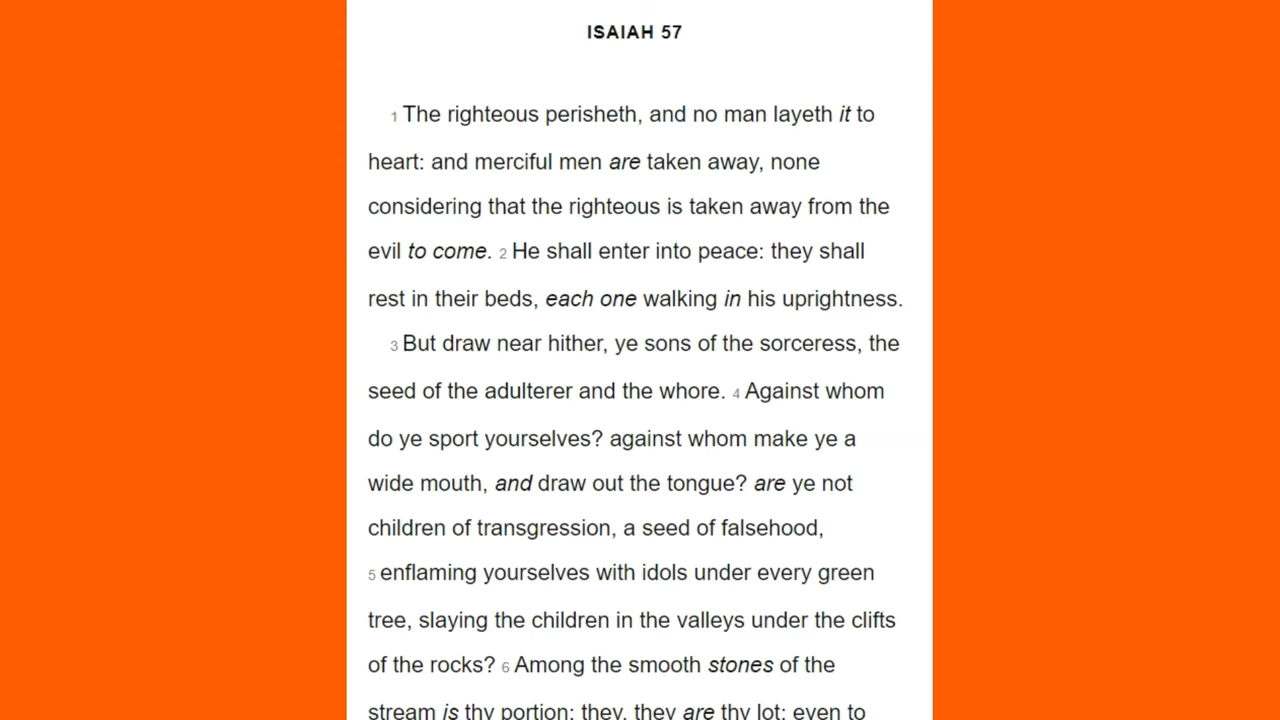 ISAIAH 57
1 The righteous perisheth, and no man layeth it to
heart: and merciful men are taken away, none
considering that the righteous is taken away from the
evil to come. 2 He shall enter into peace: they shall
rest in their beds, each one walking in his uprightness.
3 But draw near hither, ye sons of the sorceress, the
seed of the adulterer and the whore. 4 Against whom
do ye sport yourselves? against whom make ye a
wide mouth, and draw out the tongue? are ye not
children of transgression, a seed of falsehood,
5 enflaming yourselves with idols under every green
tree, slaying the children in the valleys under the clifts
of the rocks? 6 Among the smooth stones of the
stream is thy portion: they, they are thy lot: even to